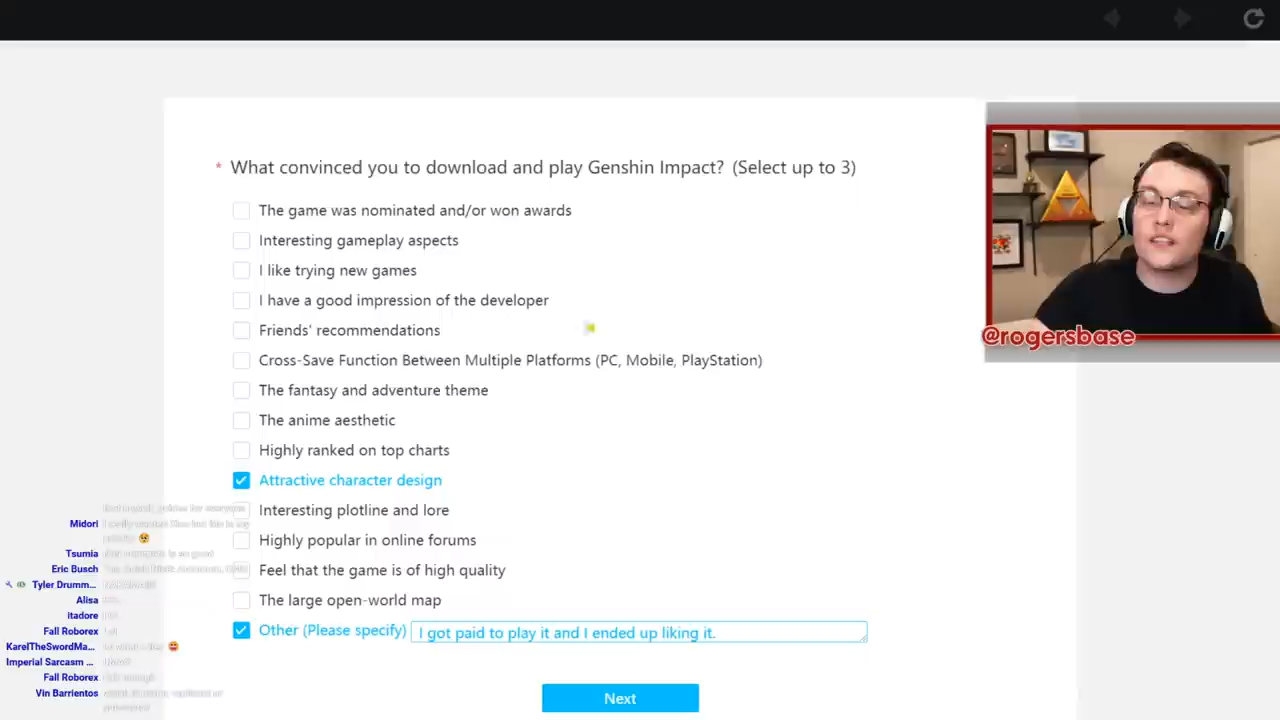 * What convinced you to download and play Genshin Impact? (Select up to 3)
The game was nominated and/or won awards
Interesting gameplay aspects
I like trying new games
I have a good impression of the developer
Friends' recommendations
Cross-Save Function Between Multiple Platforms (PC, Mobile, PlayStation)
The fantasy and adventure theme
The anime aesthetic
Highly ranked on top charts
Attractive character design
Interesting plotline and lore
Highly popular in online forums
Feel that the game is of high quality
The large open-world map
Other (Please specify) I got paid to play it and I ended up liking it.
Next
@rogersbase
Midori
Tsumia
Eric Busch
Tyler Drumm...
Alisa
itadore
Fall Roborex
KarelTheSwordMa...
Imperial Sarcasm ...
Fall Roborex
Vin Barrientos